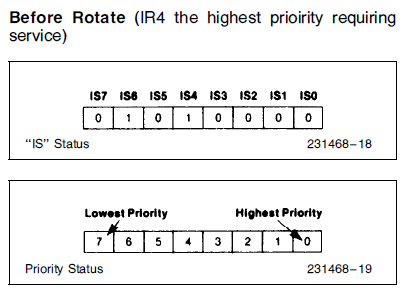 Before Rotate (IR4 the highest prioirity requiring
service)
IS7 IS6 IS5 IS4 IS3 IS2 IS1 IS0
0 1 0 1 0 0 0 0
“IS” Status 231468–18
Lowest Priority Highest Priority
7 6 5 4 3 2 1 0
Priority Status 231468–19